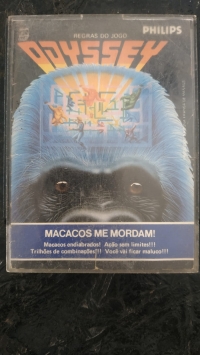 REGRAS DO JOGO
PHILIPS
ODYSSEY
MACACOS ME MORDAM!
Macacos endiabrados! Ação sem limites!!!
Trilhões de combinações!!! Você vai ficar maluco!!!